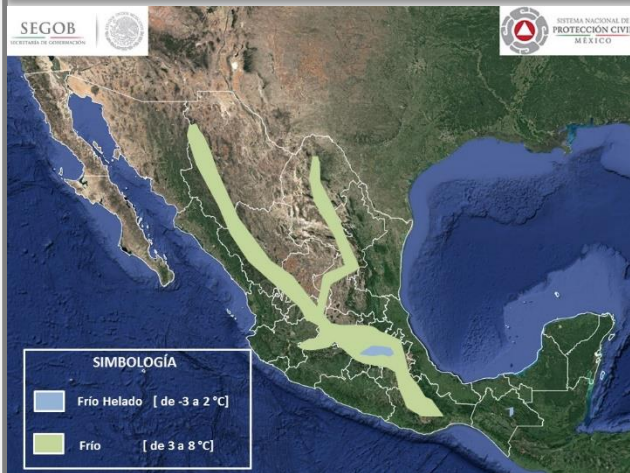 SEGOB
SECRETARÍA DE GOBERNACIÓN
SISTEMA NACIONAL DE
PROTECCIÓN CIVIL
MÉXICO
SIMBOLOGÍA
Frío Helado [ de -3 a 2 °C]
Frío [ de 3 a 8 °C]